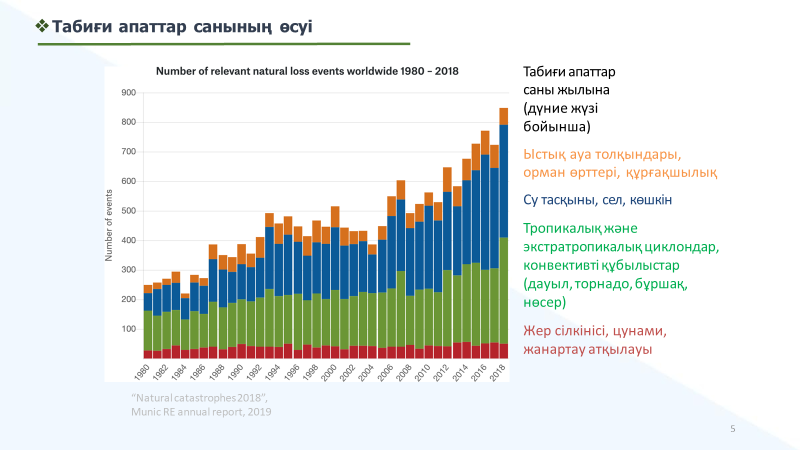 ❖Табиғи апаттар санының өсуі
Number of relevant natural loss events worldwide 1980 – 2018
Number of events
900
800
700
600
500
400
300
200
100
1980 1982 1984 1986 1988 1990 1992 1994 1996 1998 2000 2002 2004 2006 2008 2010 2012 2014 2016 2018
Табиғи апаттар
саны жылына
(дүние жүзі
бойынша)
Ыстық ауа толқындары,
орман өрттері, құрғақшылық
Су тасқыны, сел, көшкін
Тропикалық және
экстратропикалық циклондар,
конвективті құбылыстар
(дауыл, торнадо, бұршақ,
нөсер)
Жер сілкінісі, цунами,
жанартау атқылауы
“Natural catastrophes 2018”,
Munic RE annual report, 2019
5